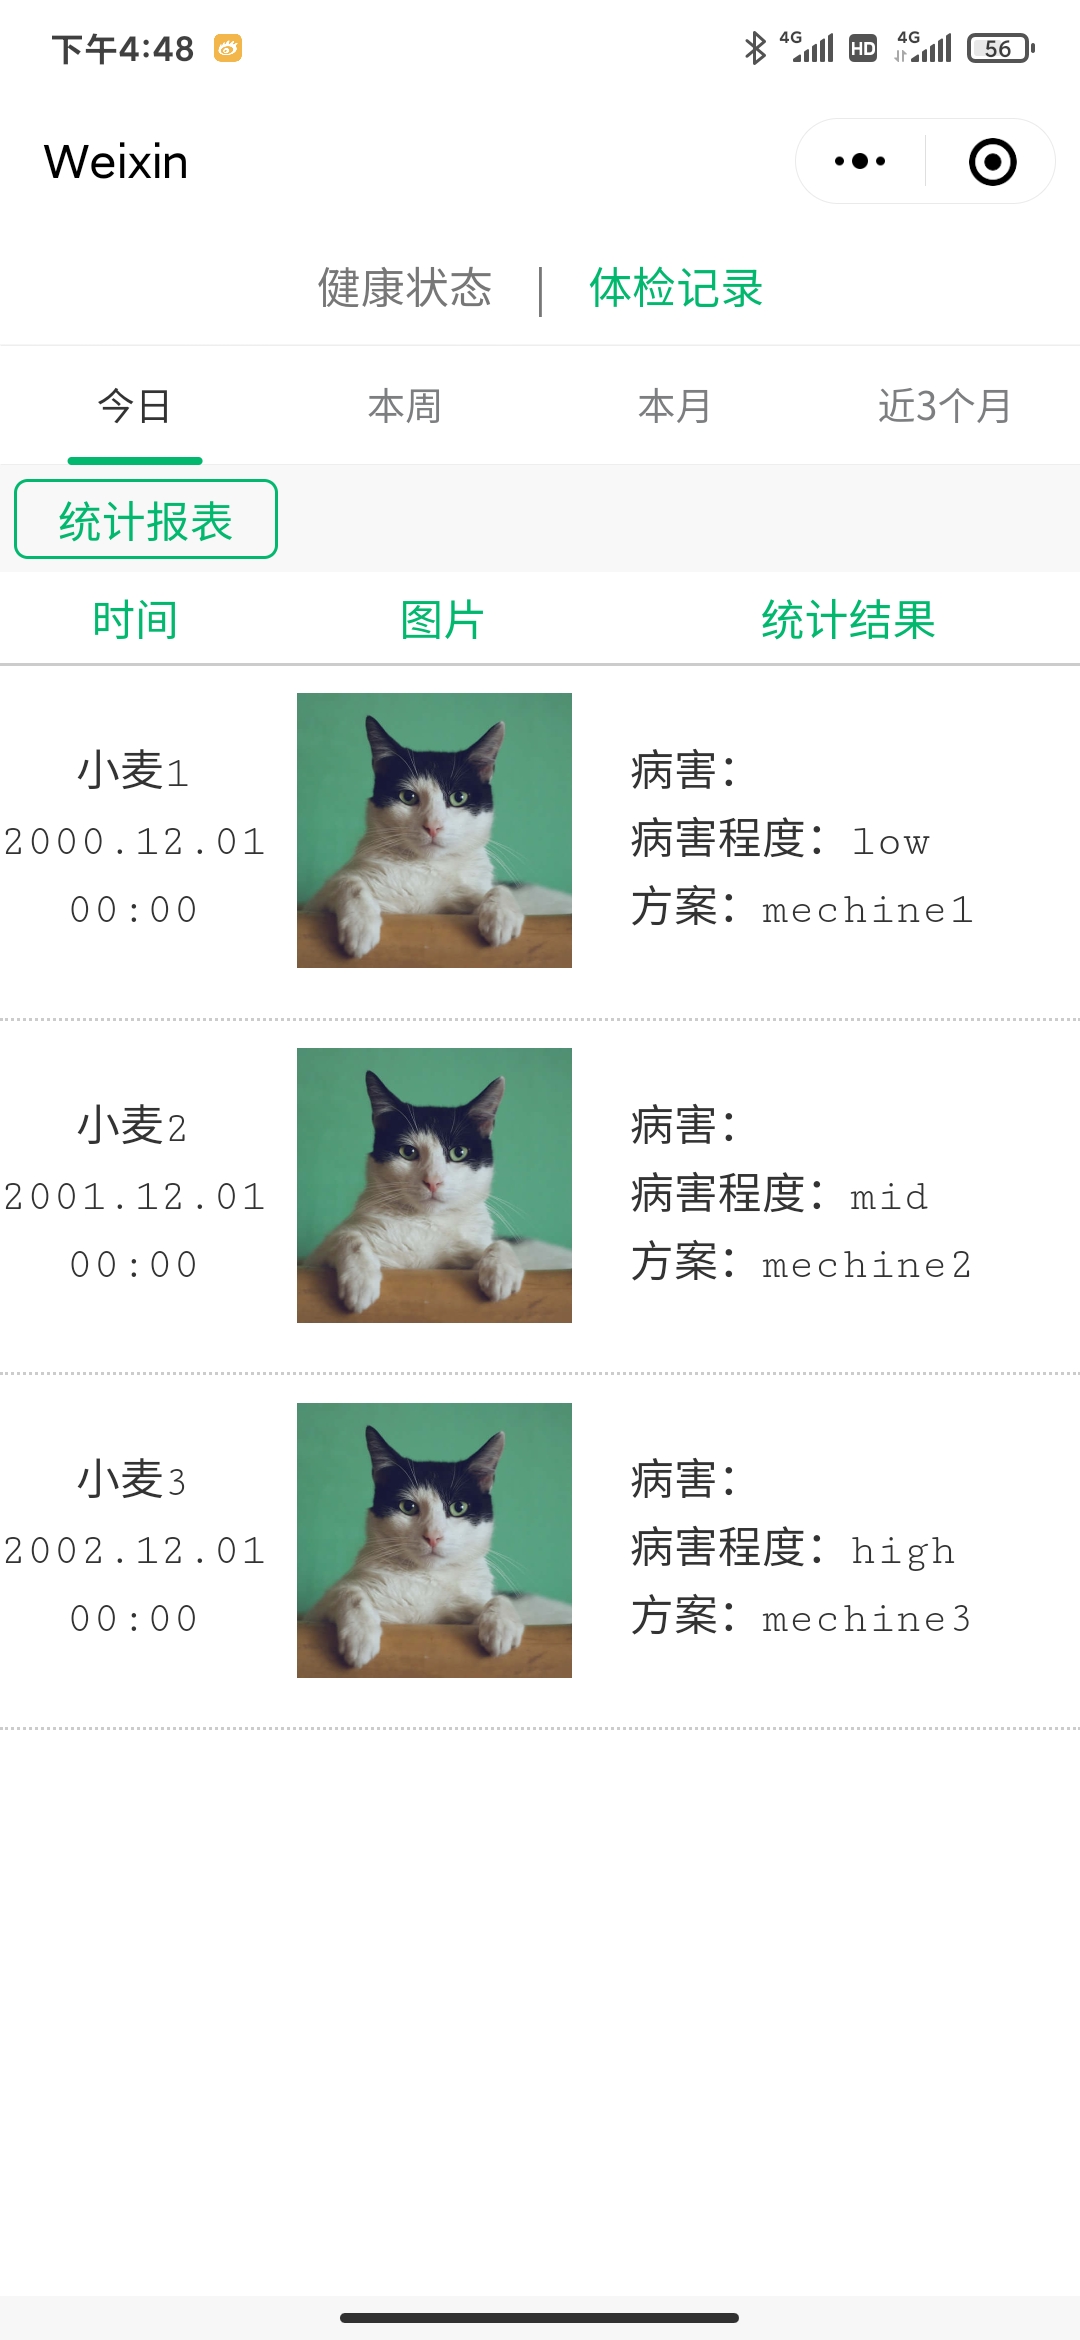 下午4:48
4G HD 4G 56
Weixin
健康状态 | 体检记录
今日 本周 本月 近3个月
统计报表
时间 图片 统计结果
小麦1
2000.12.01
00:00
病害：
病害程度：low
方案：mechine1
小麦2
2001.12.01
00:00
病害：
病害程度：mid
方案：mechine2
小麦3
2002.12.01
00:00
病害：
病害程度：high
方案：mechine3